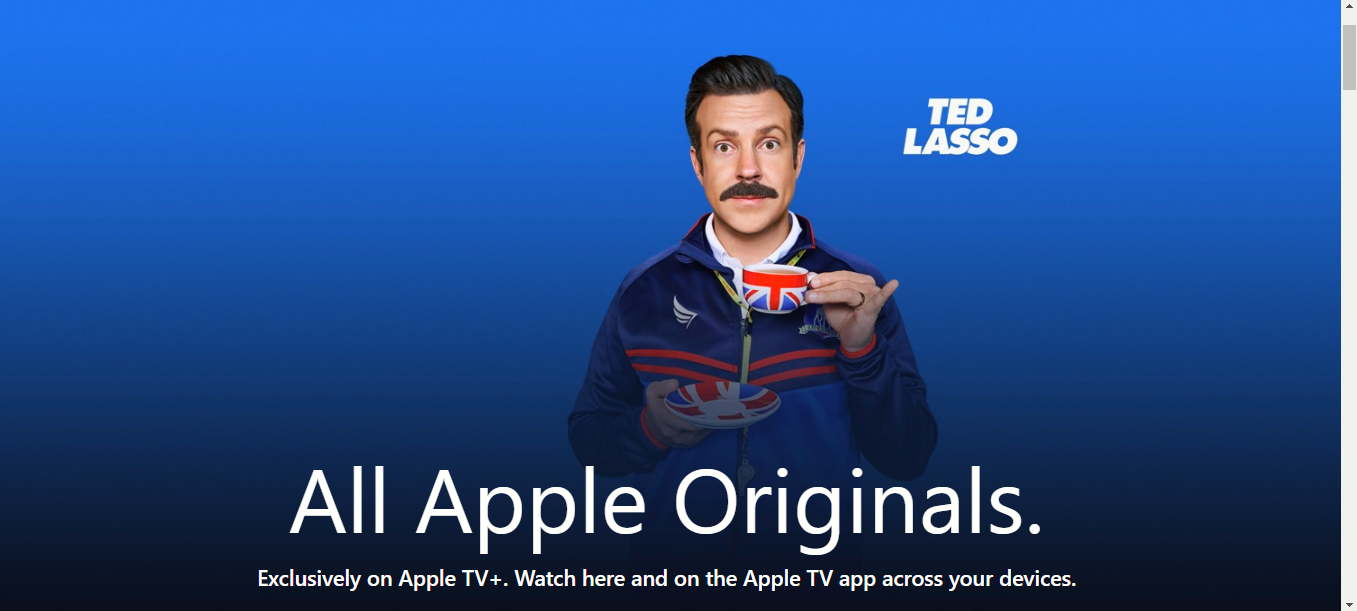 TED
LASSO
All Apple Originals.
Exclusively on Apple TV+. Watch here and on the Apple TV app across your devices.